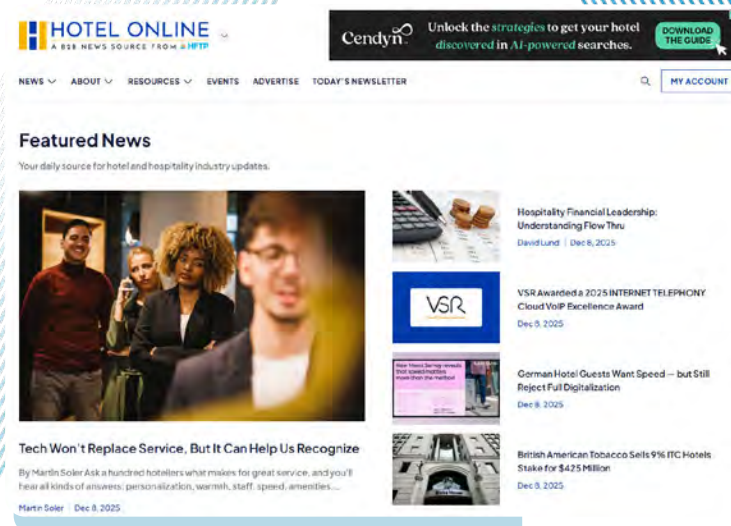 HOTEL ONLINE
A B2B NEWS SOURCE FROM HFTP
Cendyn
Unlock the strategies to get your hotel
discovered in AI-powered searches.
DOWNLOAD
THE GUIDE
NEWS ABOUT RESOURCES EVENTS ADVERTISE TODAY'S NEWSLETTER
MY ACCOUNT
Featured News
Your daily source for hotel and hospitality industry updates.
Hospitality Financial Leadership:
Understanding Flow Thru
David Lund | Dec 8, 2025
VSR
VSR Awarded a 2025 INTERNET TELEPHONY
Cloud VoIP Excellence Award
Dec 8, 2025
that speed matters
more than the method
German Hotel Guests Want Speed — but Still
Reject Full Digitalization
Dec 8, 2025
British American Tobacco Sells 9% ITC Hotels
Stake for $425 Million
Dec 8, 2025
Tech Won't Replace Service, But It Can Help Us Recognize
By Martin Soler Ask a hundred hoteliers what makes for great service, and you'll
hear all kinds of answers: personalization, warmth, staff, speed, amenities....
Martin Soler | Dec 8, 2025